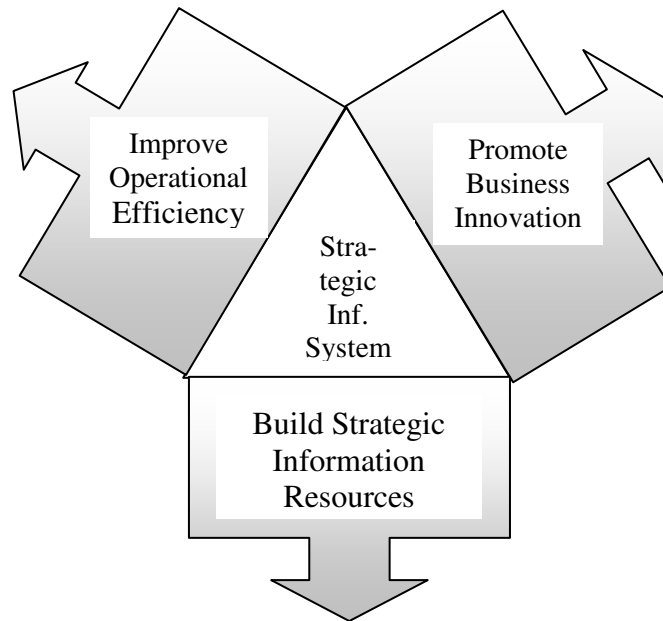 Improve
Operational
Efficiency
Promote
Business
Innovation
Stra-
tegic
Inf.
System
Build Strategic
Information
Resources